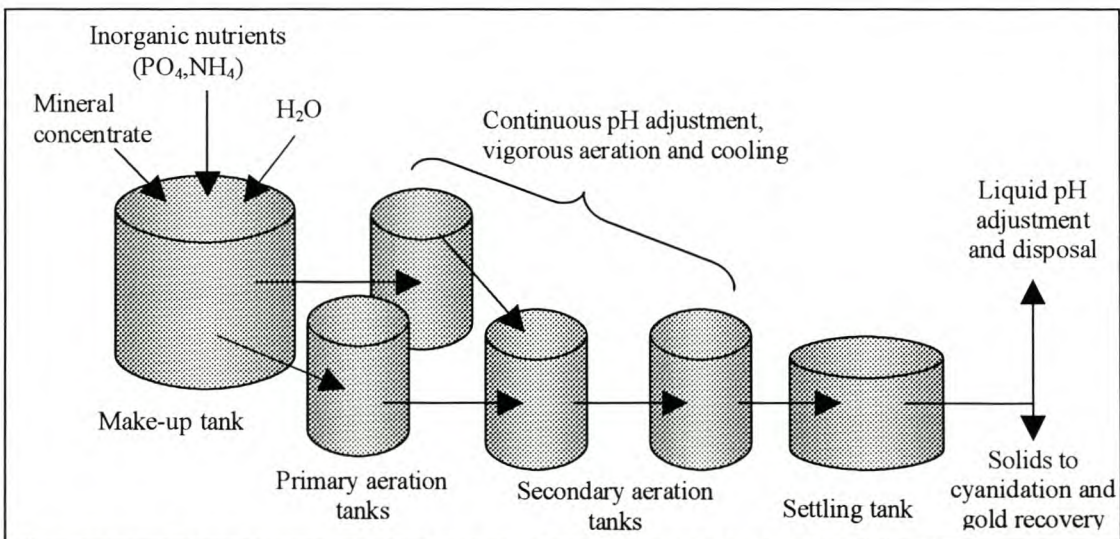 Inorganic nutrients
(PO₄,NH₄)
Mineral
concentrate
H₂O
Continuous pH adjustment,
vigorous aeration and cooling
Liquid pH
adjustment
and disposal
Make-up tank
Primary aeration
tanks
Secondary aeration
tanks
Settling tank
Solids to
cyanidation and
gold recovery